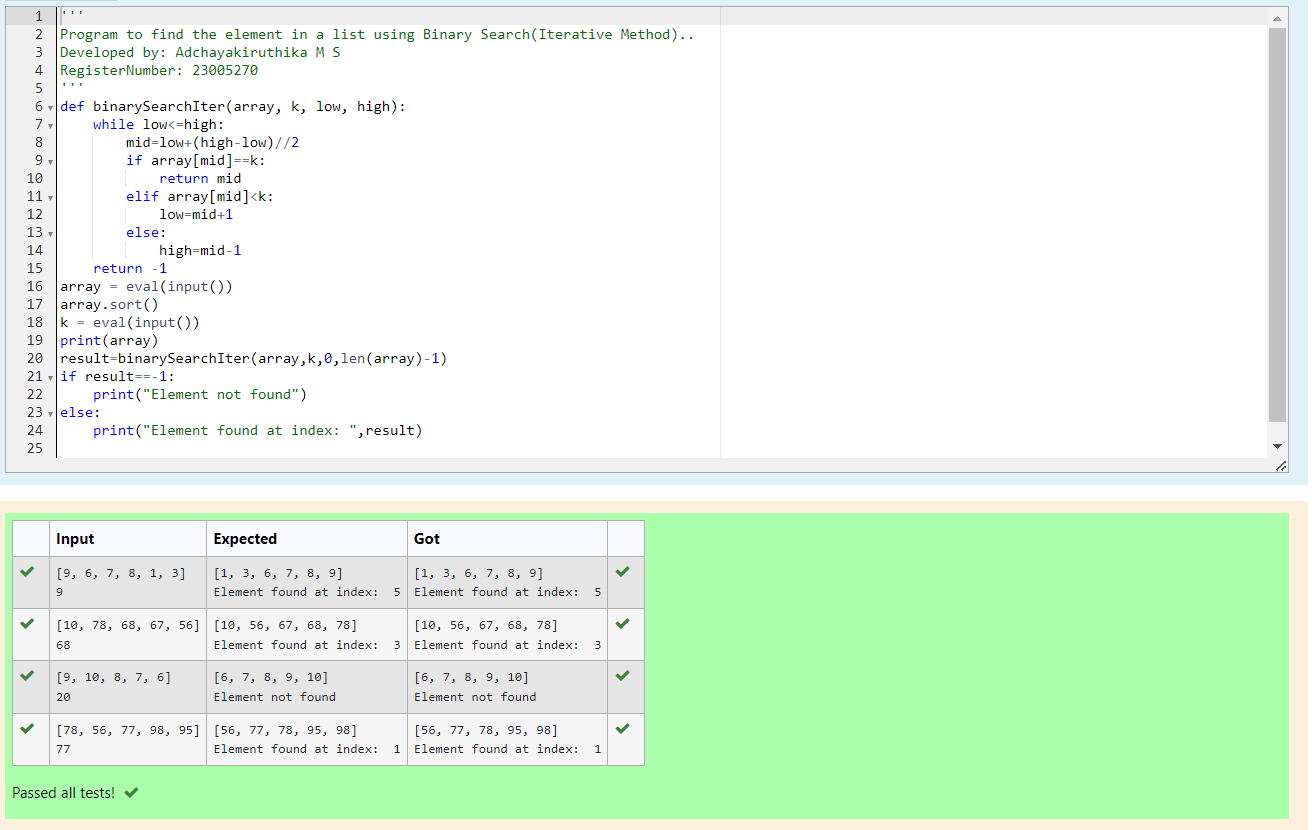 1 '''
2 Program to find the element in a list using Binary Search(Iterative Method)..
3 Developed by: Adchayakiruthika M S
4 RegisterNumber: 23005270
5 '''
6 def binarySearchIter(array, k, low, high):
7     while low<=high:
8         mid=low+(high-low)//2
9         if array[mid]==k:
10             return mid
11         elif array[mid]<k:
12             low=mid+1
13         else:
14             high=mid-1
15     return -1
16 array = eval(input())
17 array.sort()
18 k = eval(input())
19 print(array)
20 result=binarySearchIter(array,k,0,len(array)-1)
21 if result==-1:
22     print("Element not found")
23 else:
24     print("Element found at index: ",result)
25
Input Expected Got
[9, 6, 7, 8, 1, 3] [1, 3, 6, 7, 8, 9] [1, 3, 6, 7, 8, 9]
9 Element found at index:  5 Element found at index:  5
[10, 78, 68, 67, 56] [10, 56, 67, 68, 78] [10, 56, 67, 68, 78]
68 Element found at index:  3 Element found at index:  3
[9, 10, 8, 7, 6] [6, 7, 8, 9, 10] [6, 7, 8, 9, 10]
20 Element not found Element not found
[78, 56, 77, 98, 95] [56, 77, 78, 95, 98] [56, 77, 78, 95, 98]
77 Element found at index:  1 Element found at index:  1
Passed all tests!